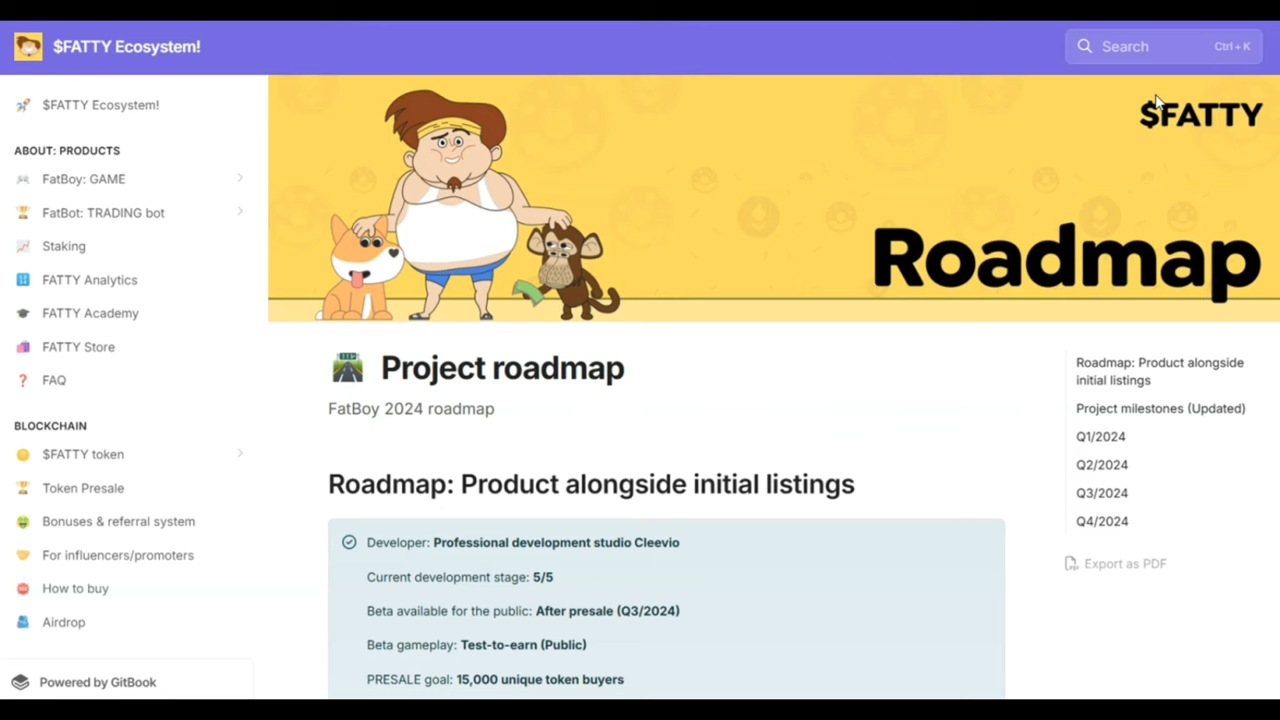 $FATTY Ecosystem!
Search
Ctrl + K
$FATTY Ecosystem!
ABOUT: PRODUCTS
FatBoy: GAME
FatBot: TRADING bot
Staking
FATTY Analytics
FATTY Academy
FATTY Store
FAQ
BLOCKCHAIN
$FATTY token
Token Presale
Bonuses & referral system
For influencers/promoters
How to buy
Airdrop
Powered by GitBook
$FATTY
Roadmap
Project roadmap
FatBoy 2024 roadmap
Roadmap: Product alongside initial listings
Developer: Professional development studio Cleevio
Current development stage: 5/5
Beta available for the public: After presale (Q3/2024)
Beta gameplay: Test-to-earn (Public)
PRESALE goal: 15,000 unique token buyers
Roadmap: Product alongside
initial listings
Project milestones (Updated)
Q1/2024
Q2/2024
Q3/2024
Q4/2024
Export as PDF